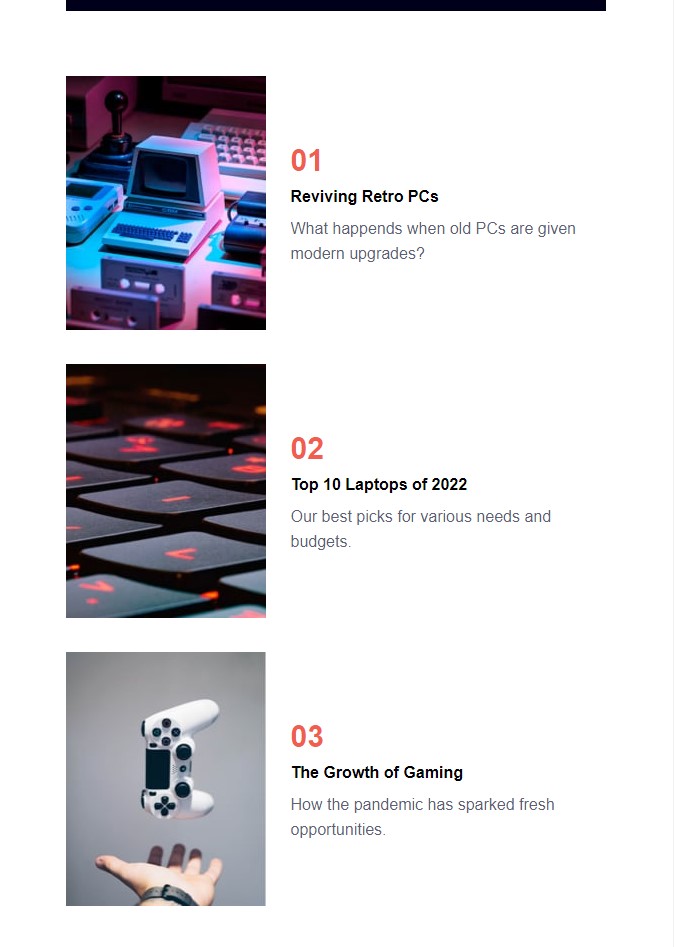 01
Reviving Retro PCs
What happends when old PCs are given
modern upgrades?
02
Top 10 Laptops of 2022
Our best picks for various needs and
budgets.
03
The Growth of Gaming
How the pandemic has sparked fresh
opportunities.